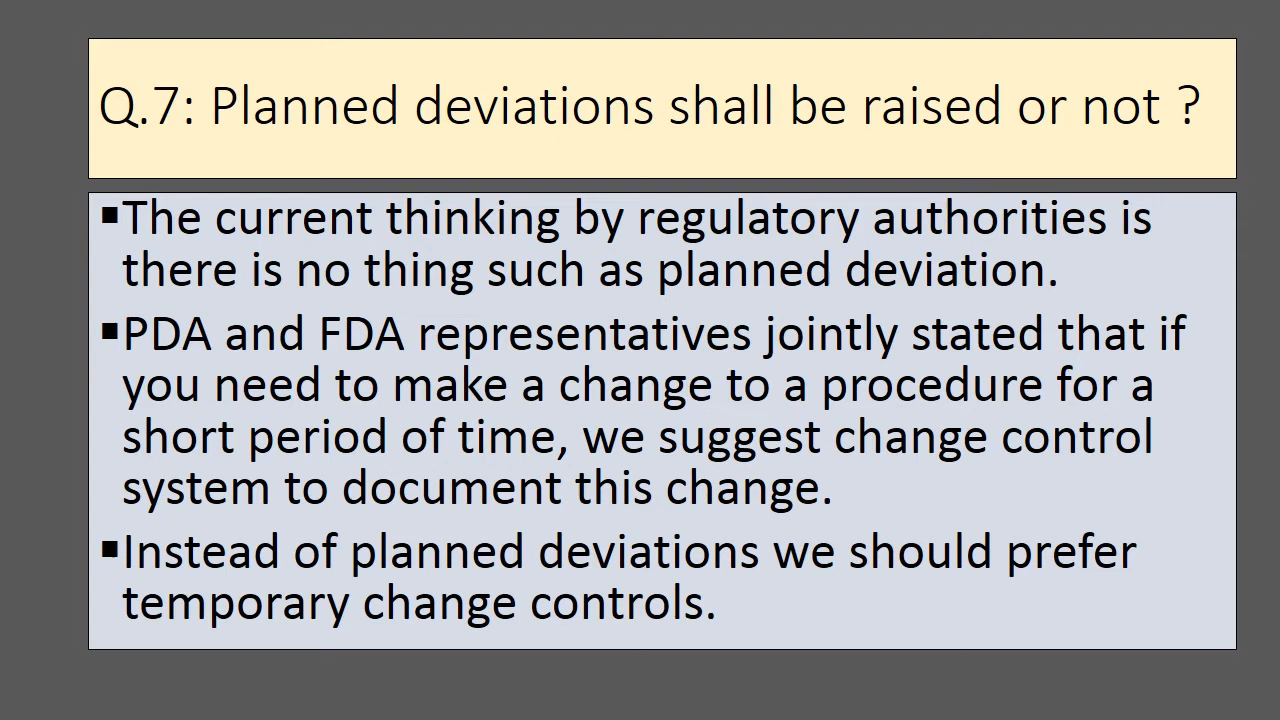 Q.7: Planned deviations shall be raised or not ?
▪The current thinking by regulatory authorities is
there is no thing such as planned deviation.
▪PDA and FDA representatives jointly stated that if
you need to make a change to a procedure for a
short period of time, we suggest change control
system to document this change.
▪Instead of planned deviations we should prefer
temporary change controls.